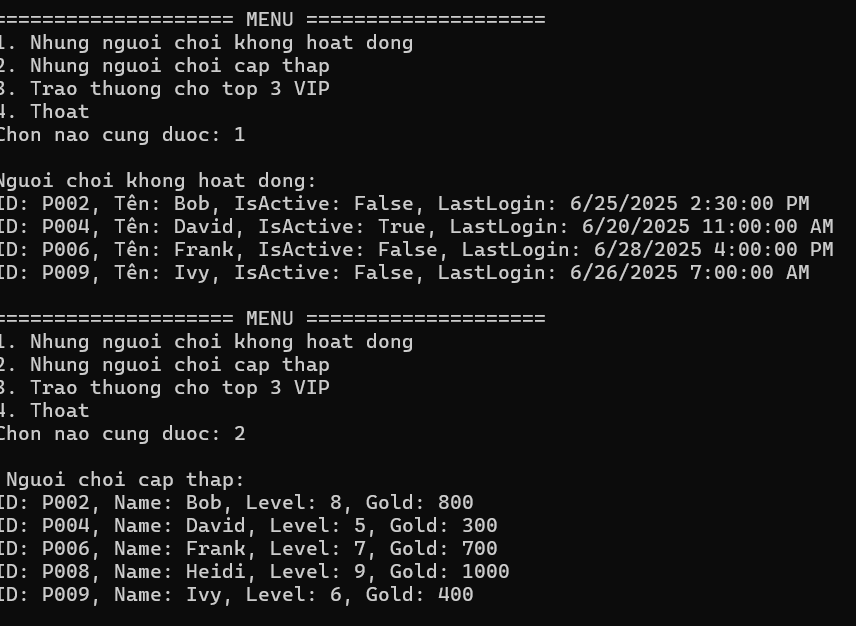 ==================== MENU ====================
1. Nhung nguoi choi khong hoat dong
2. Nhung nguoi choi cap thap
3. Trao thuong cho top 3 VIP
4. Thoat
Chon nao cung duoc: 1
Nguoi choi khong hoat dong:
ID: P002, Tên: Bob, IsActive: False, LastLogin: 6/25/2025 2:30:00 PM
ID: P004, Tên: David, IsActive: True, LastLogin: 6/20/2025 11:00:00 AM
ID: P006, Tên: Frank, IsActive: False, LastLogin: 6/28/2025 4:00:00 PM
ID: P009, Tên: Ivy, IsActive: False, LastLogin: 6/26/2025 7:00:00 AM
==================== MENU ====================
1. Nhung nguoi choi khong hoat dong
2. Nhung nguoi choi cap thap
3. Trao thuong cho top 3 VIP
4. Thoat
Chon nao cung duoc: 2
Nguoi choi cap thap:
ID: P002, Name: Bob, Level: 8, Gold: 800
ID: P004, Name: David, Level: 5, Gold: 300
ID: P006, Name: Frank, Level: 7, Gold: 700
ID: P008, Name: Heidi, Level: 9, Gold: 1000
ID: P009, Name: Ivy, Level: 6, Gold: 400